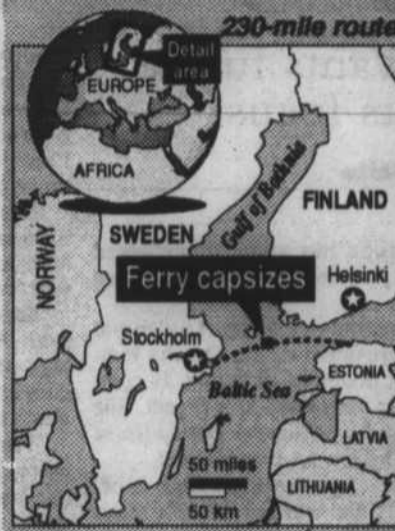 230-mile route
Detail
area
EUROPE
AFRICA
Gulf of Bothnia
FINLAND
NORWAY
SWEDEN
Ferry capsizes
Helsinki
Stockholm
ESTONIA
Baltic Sea
LATVIA
50 miles
LITHUANIA
50 km